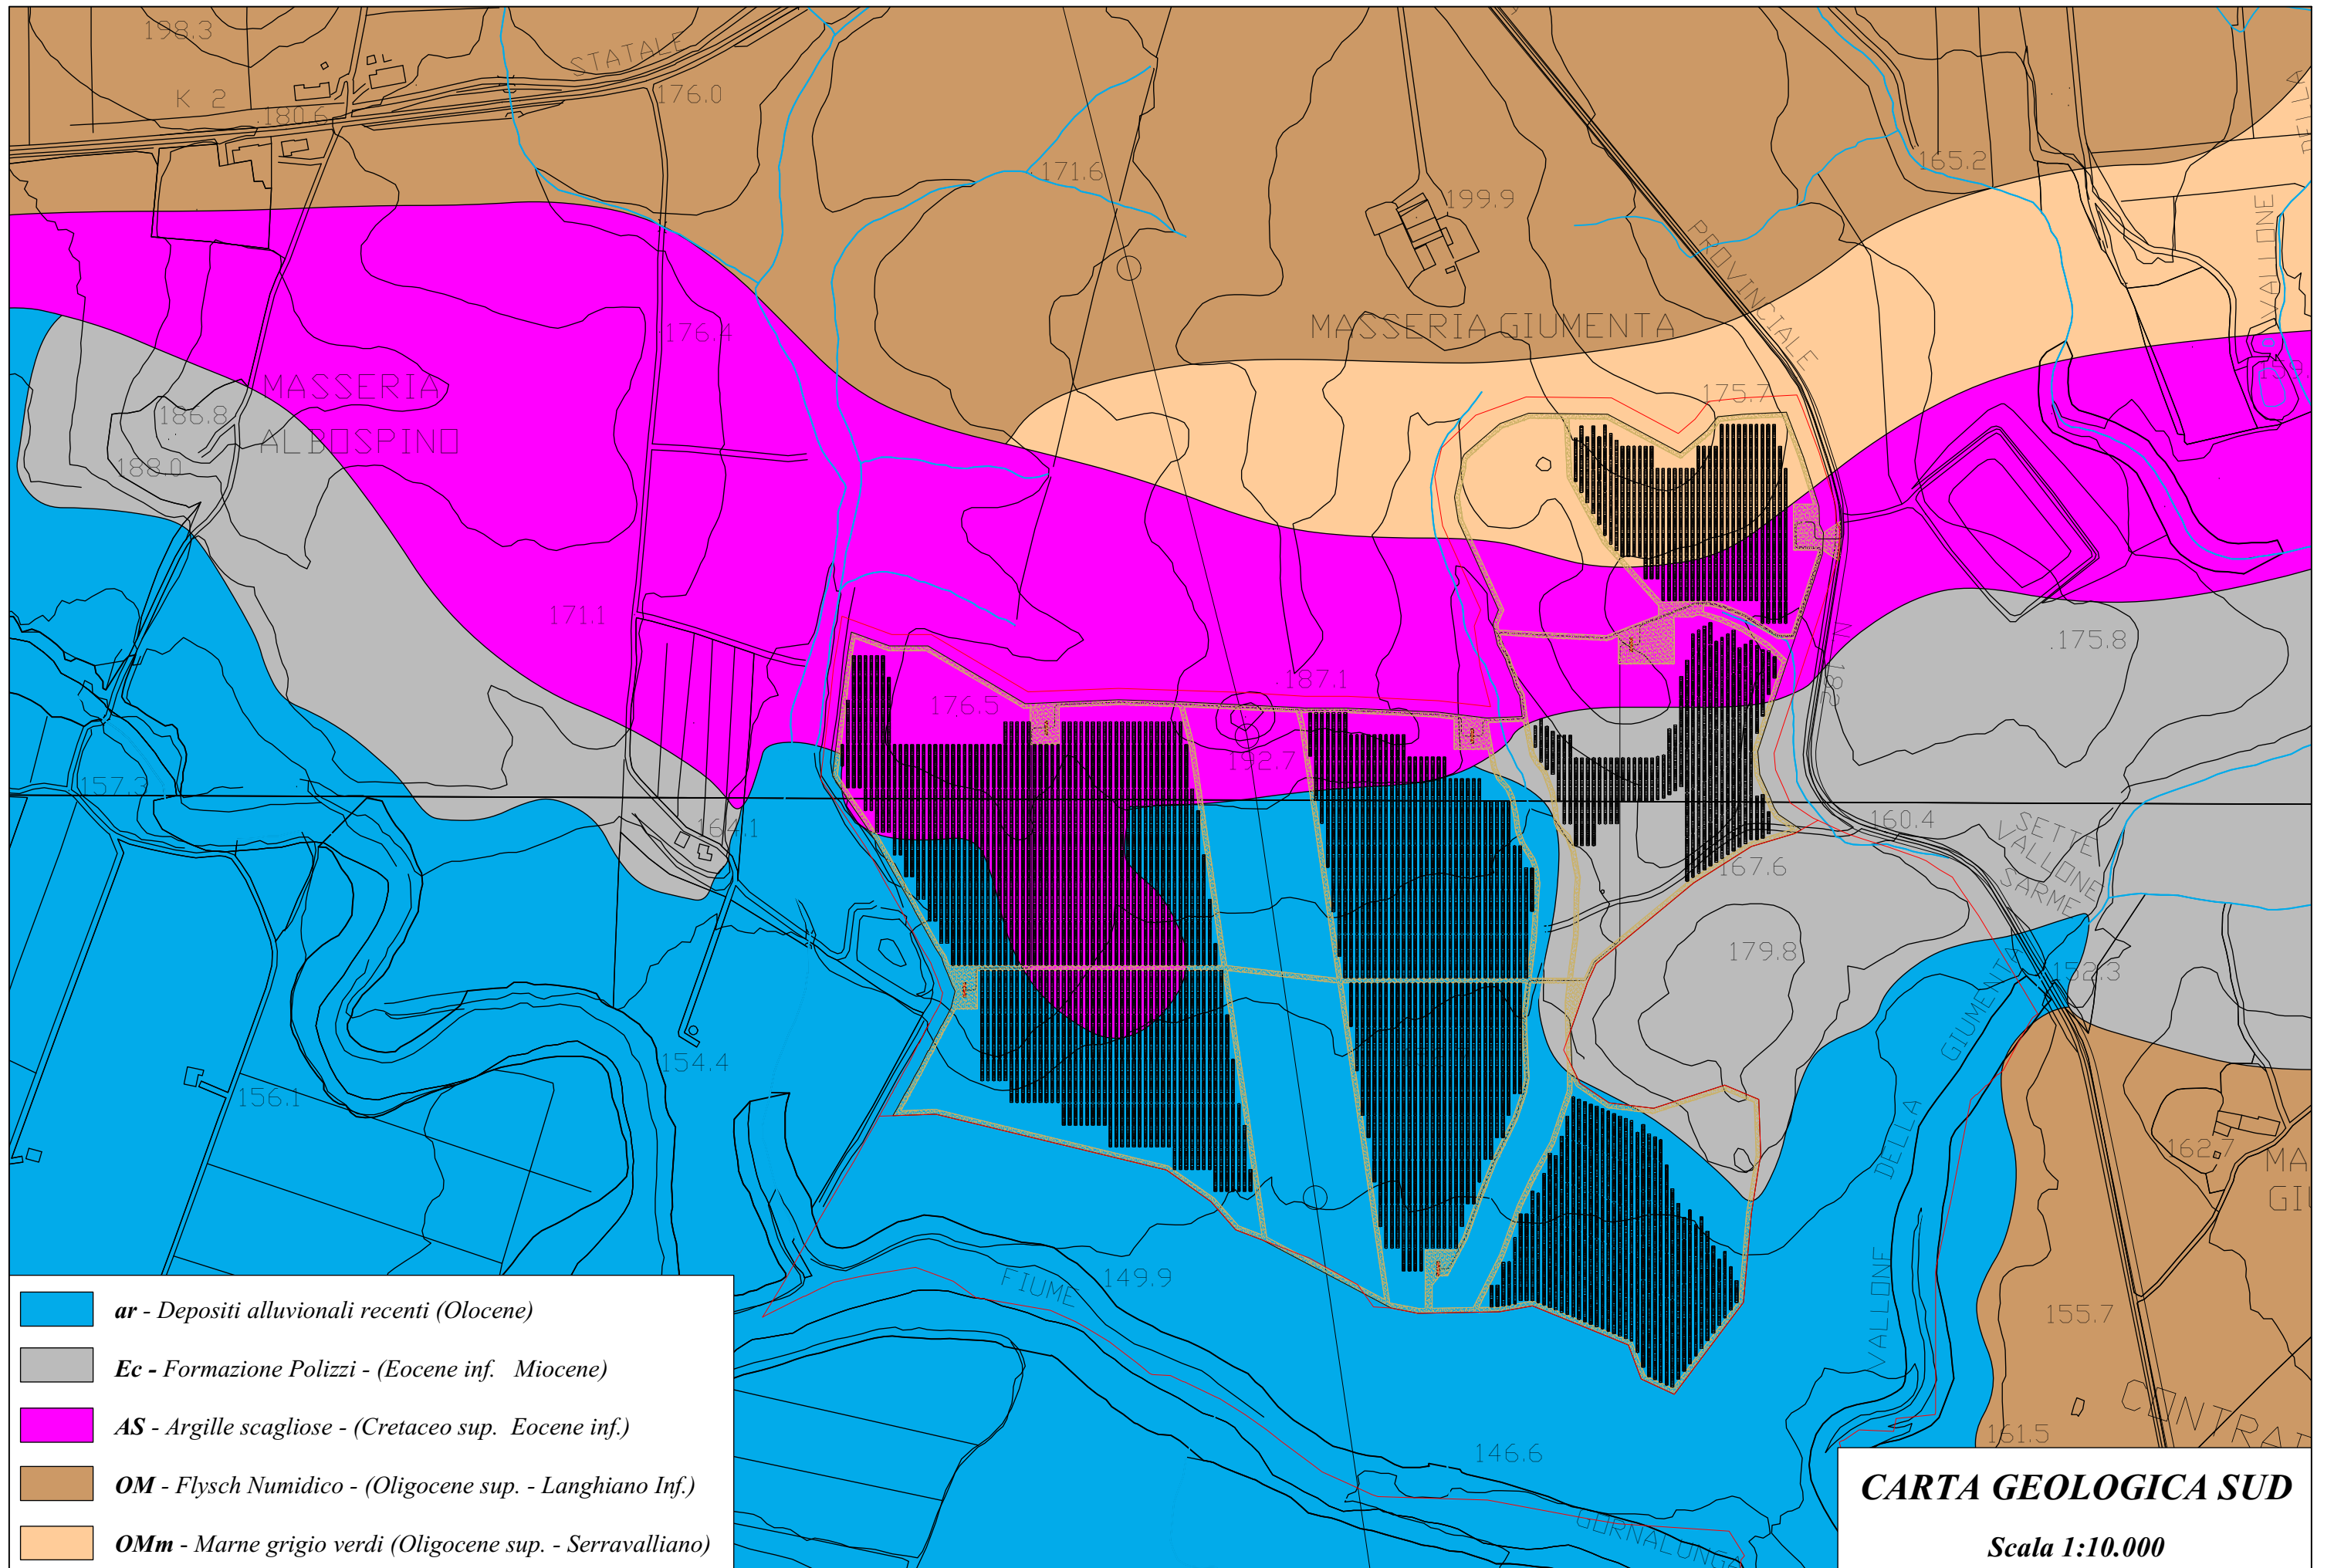 198.3
STATALE
K 2
180.6
176.0
171.6
165.2
199.9
PROVINCIALE
VALLONE
MASSERIA GIUMENTA
176.4
175.7
MASSERIA
ALBOSPINO
186.8
188.0
171.1
175.8
187.1
176.5
192.7
157.3
164.1
160.4
SETTE
VALLONE
SARME
167.6
179.8
152.3
GIUMENTA
DELLA
VALLONE
154.4
156.1
162.7
149.9
FIUME
155.7
146.6
161.5
GORNALUNGA
ar - Depositi alluvionali recenti (Olocene)
Ec - Formazione Polizzi - (Eocene inf. Miocene)
AS - Argille scagliose - (Cretaceo sup. Eocene inf.)
OM - Flysch Numidico - (Oligocene sup. - Langhiano Inf.)
OMm - Marne grigio verdi (Oligocene sup. - Serravalliano)
CARTA GEOLOGICA SUD
Scala 1:10.000